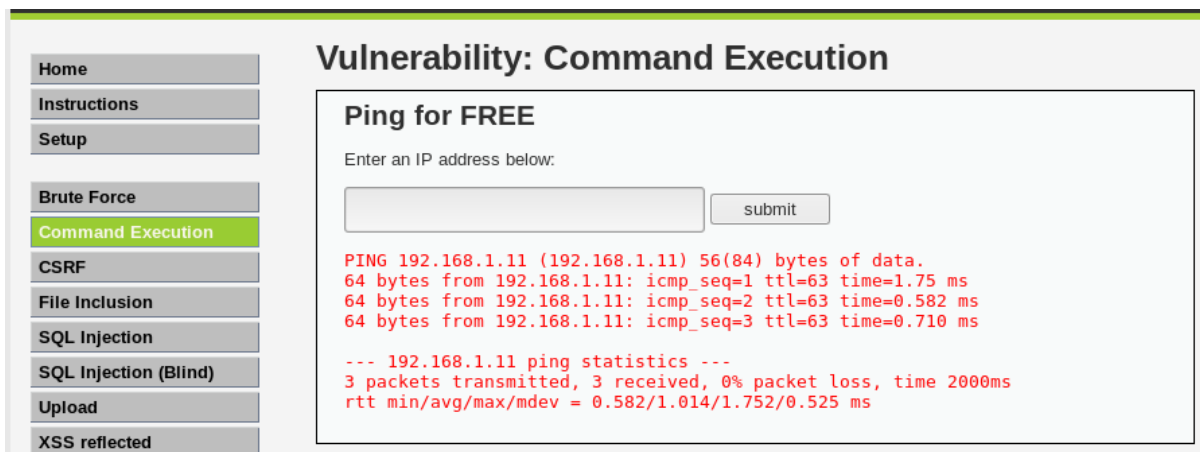 Home
Instructions
Setup
Brute Force
Command Execution
CSRF
File Inclusion
SQL Injection
SQL Injection (Blind)
Upload
XSS reflected
Vulnerability: Command Execution
Ping for FREE
Enter an IP address below:
submit
PING 192.168.1.11 (192.168.1.11) 56(84) bytes of data.
64 bytes from 192.168.1.11: icmp_seq=1 ttl=63 time=1.75 ms
64 bytes from 192.168.1.11: icmp_seq=2 ttl=63 time=0.582 ms
64 bytes from 192.168.1.11: icmp_seq=3 ttl=63 time=0.710 ms
--- 192.168.1.11 ping statistics ---
3 packets transmitted, 3 received, 0% packet loss, time 2000ms
rtt min/avg/max/mdev = 0.582/1.014/1.752/0.525 ms